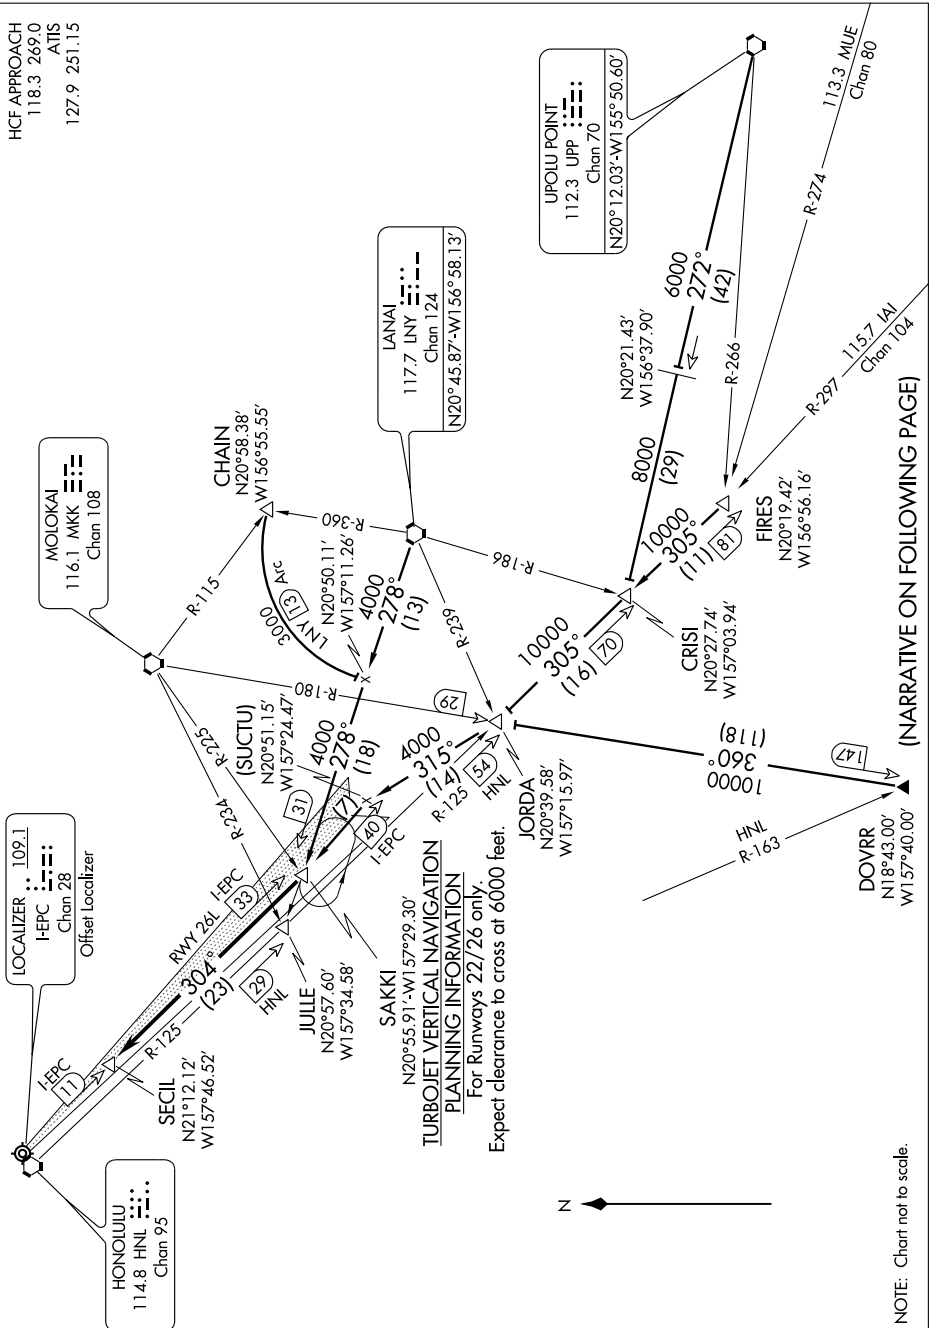 HCF APPROACH
118.3 269.0
ATIS
127.9 251.15
LOCALIZER 109.1
I-EPC
Chan 28
Offset Localizer
HONOLULU
114.8 HNL
Chan 95
MOLOKAI
116.1 MKK
Chan 108
LANAI
117.7 LNY
Chan 124
N20°45.87'-W156°58.13'
UPOLU POINT
112.3 UPP
Chan 70
N20°12.03'-W155°50.60'
CHAIN
N20°58.38'
W156°55.55'
R-115
R-360
3000
LNY 13 Arc
N20°50.11'
W157°11.26'
4000
278°
(13)
R-225
R-234
R-180
R-239
R-186
(SUCTU)
N20°51.15'
W157°24.47'
4000
278°
(18)
I-EPC
11
RWY 26L
I-EPC
33
31
304°
(23)
R-125
SECIL
N21°12.12'
W157°46.52'
29
HNL
JULLE
N20°57.60'
W157°34.58'
SAKKI
N20°55.91'-W157°29.30'
(7)
40
I-EPC
4000
315°
(14)
R-125
54
HNL
29
JORDA
N20°39.58'
W157°15.97'
10000
305°
(16)
70
CRISI
N20°27.74'
W157°03.94'
10000
305°
(11)
81
FIRES
N20°19.42'
W156°56.16'
8000
(29)
N20°21.43'
W156°37.90'
6000
272°
(42)
R-266
R-274
113.3 MUE
Chan 80
R-297
115.7 IAI
Chan 104
10000
360°
(118)
147
HNL
R-163
DOVRR
N18°43.00'
W157°40.00'
TURBOJET VERTICAL NAVIGATION
PLANNING INFORMATION
For Runways 22/26 only.
Expect clearance to cross at 6000 feet.
N
(NARRATIVE ON FOLLOWING PAGE)
NOTE: Chart not to scale.